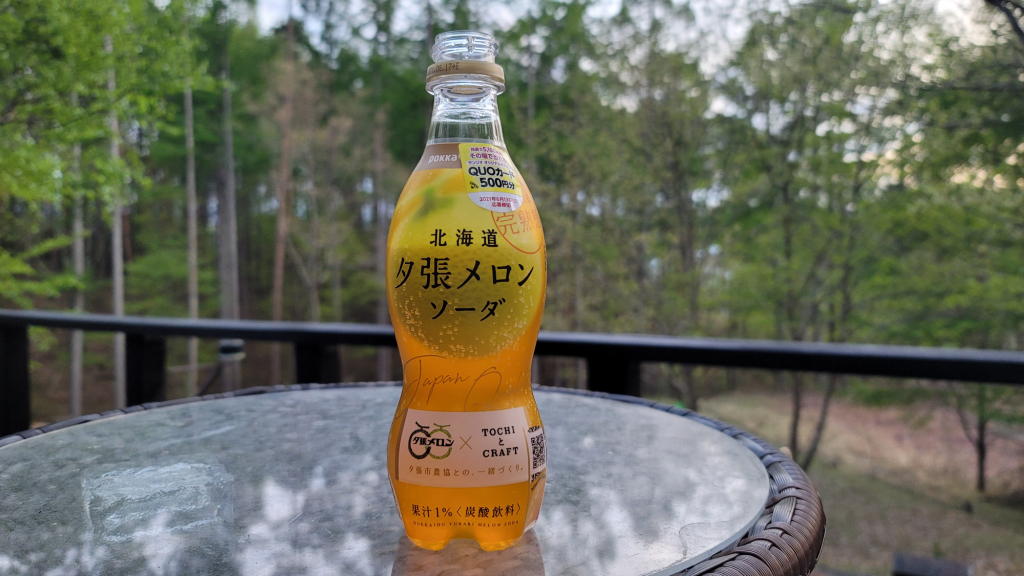 pokka
QUOカード
500円分
完熟
北海道
夕張メロン
ソーダ
Japan
夕張メロン
×
TOCHI
と
CRAFT
夕張市農協との、一緒づくり。
果汁1%〈炭酸飲料〉
HOKKAIDO YUBARI MELON SODA